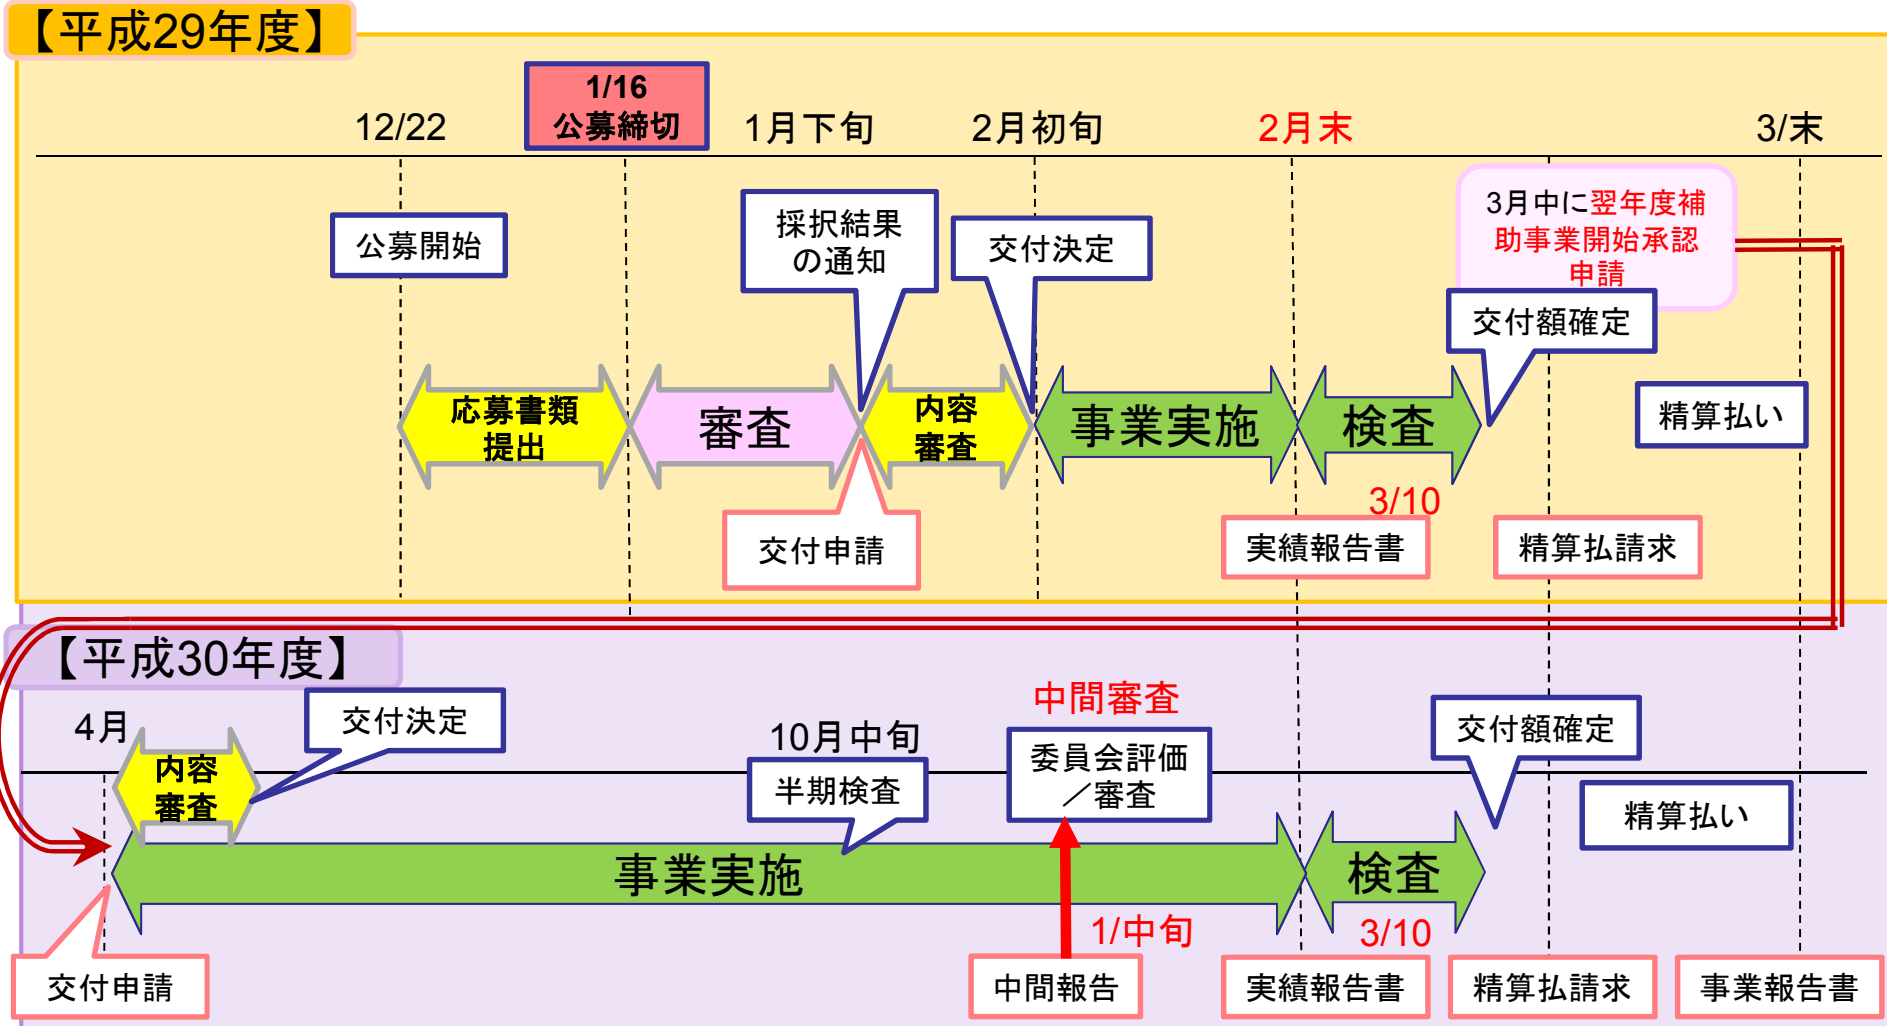 【平成29年度】
12/22
1/16
公募締切
1月下旬
2月初旬
2月末
3/末
公募開始
採択結果
の通知
交付決定
3月中に翌年度補
助事業開始承認
申請
交付額確定
応募書類
提出
審査
内容
審査
事業実施
検査
精算払い
3/10
交付申請
実績報告書
精算払請求
【平成30年度】
4月
内容
審査
交付決定
10月中旬
半期検査
中間審査
委員会評価
／審査
交付額確定
精算払い
事業実施
検査
1/中旬
3/10
交付申請
中間報告
実績報告書
精算払請求
事業報告書